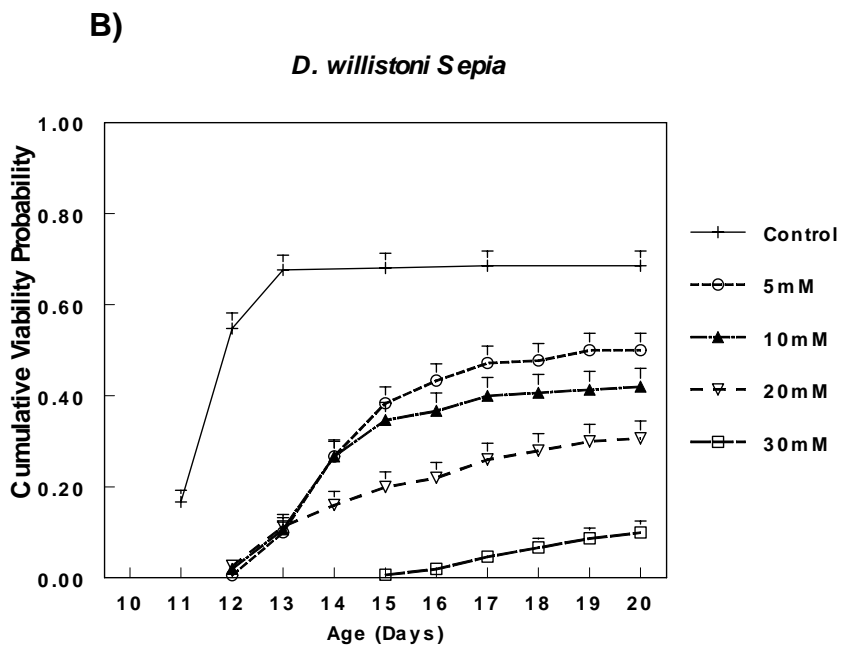 B)
D. willistoni Sepia
Cumulative Viability Probability
1.00
0.80
0.60
0.40
0.20
0.00
10 11 12 13 14 15 16 17 18 19 20
Age (Days)
Control
5mM
10mM
20mM
30mM